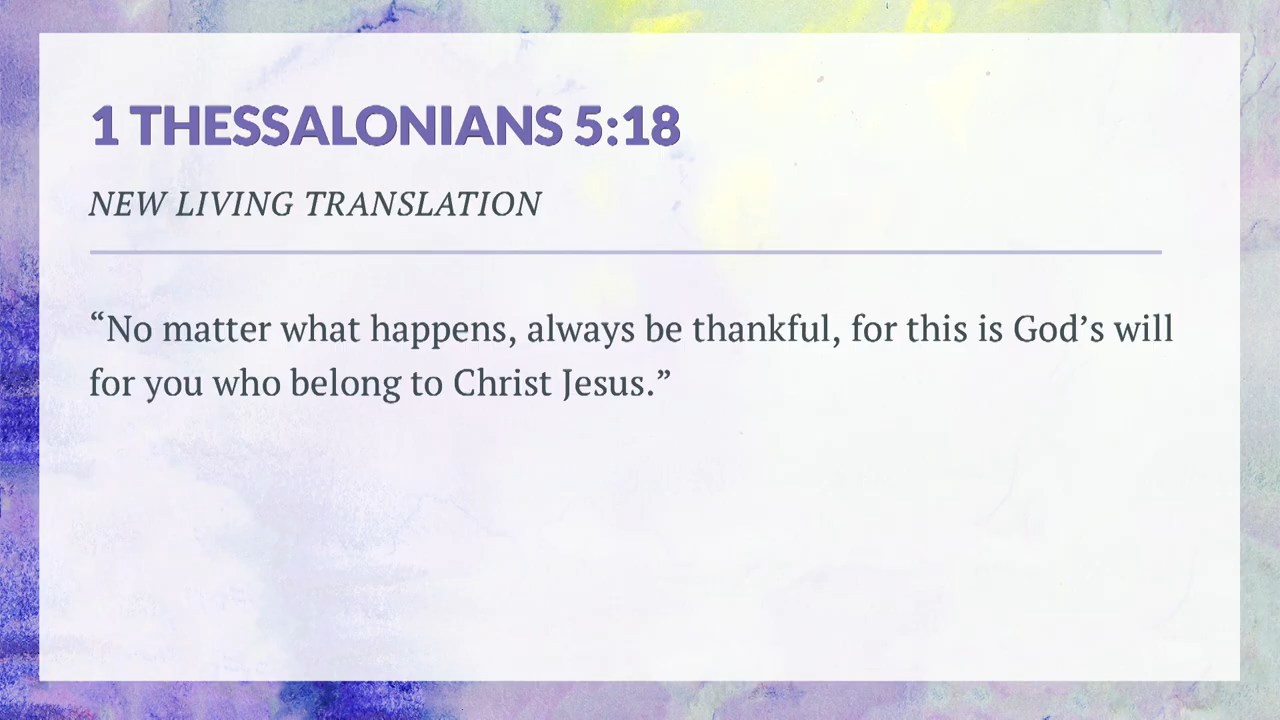 1 THESSALONIANS 5:18
NEW LIVING TRANSLATION
“No matter what happens, always be thankful, for this is God’s will
for you who belong to Christ Jesus.”